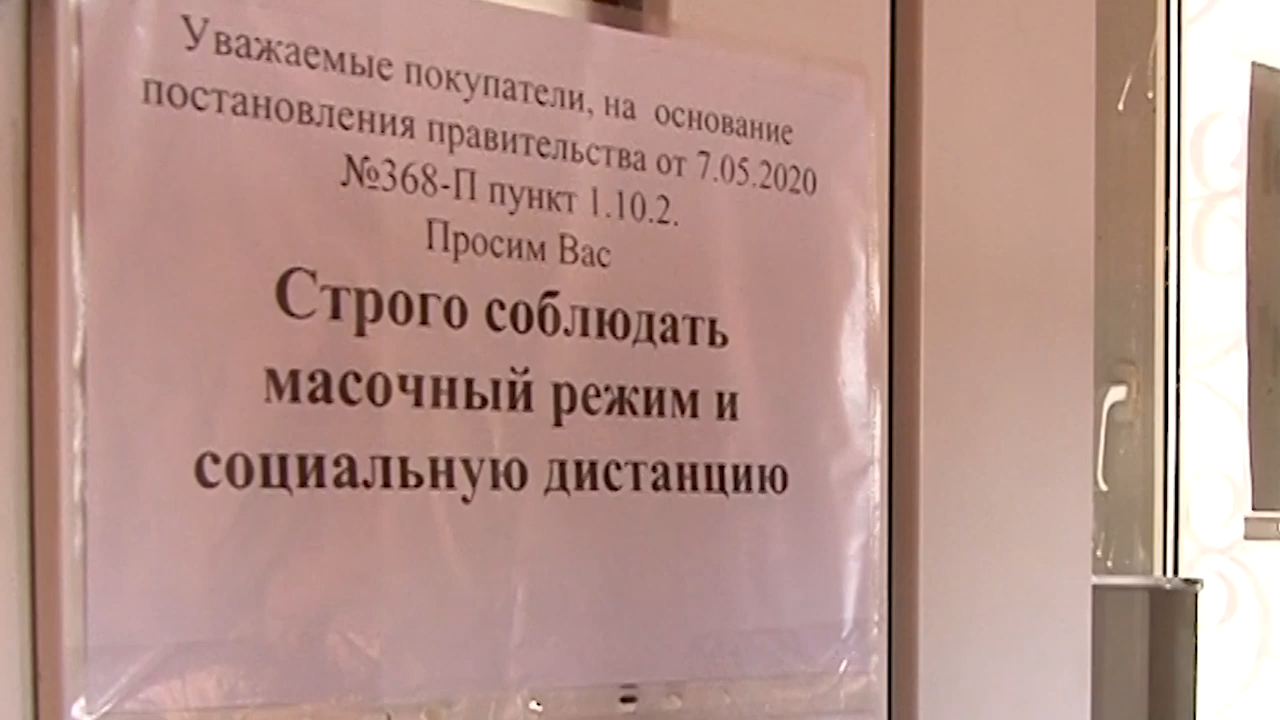 Уважаемые покупатели, на основание
постановления правительства от 7.05.2020
№368-П пункт 1.10.2.
Просим Вас
Строго соблюдать
масочный режим и
социальную дистанцию